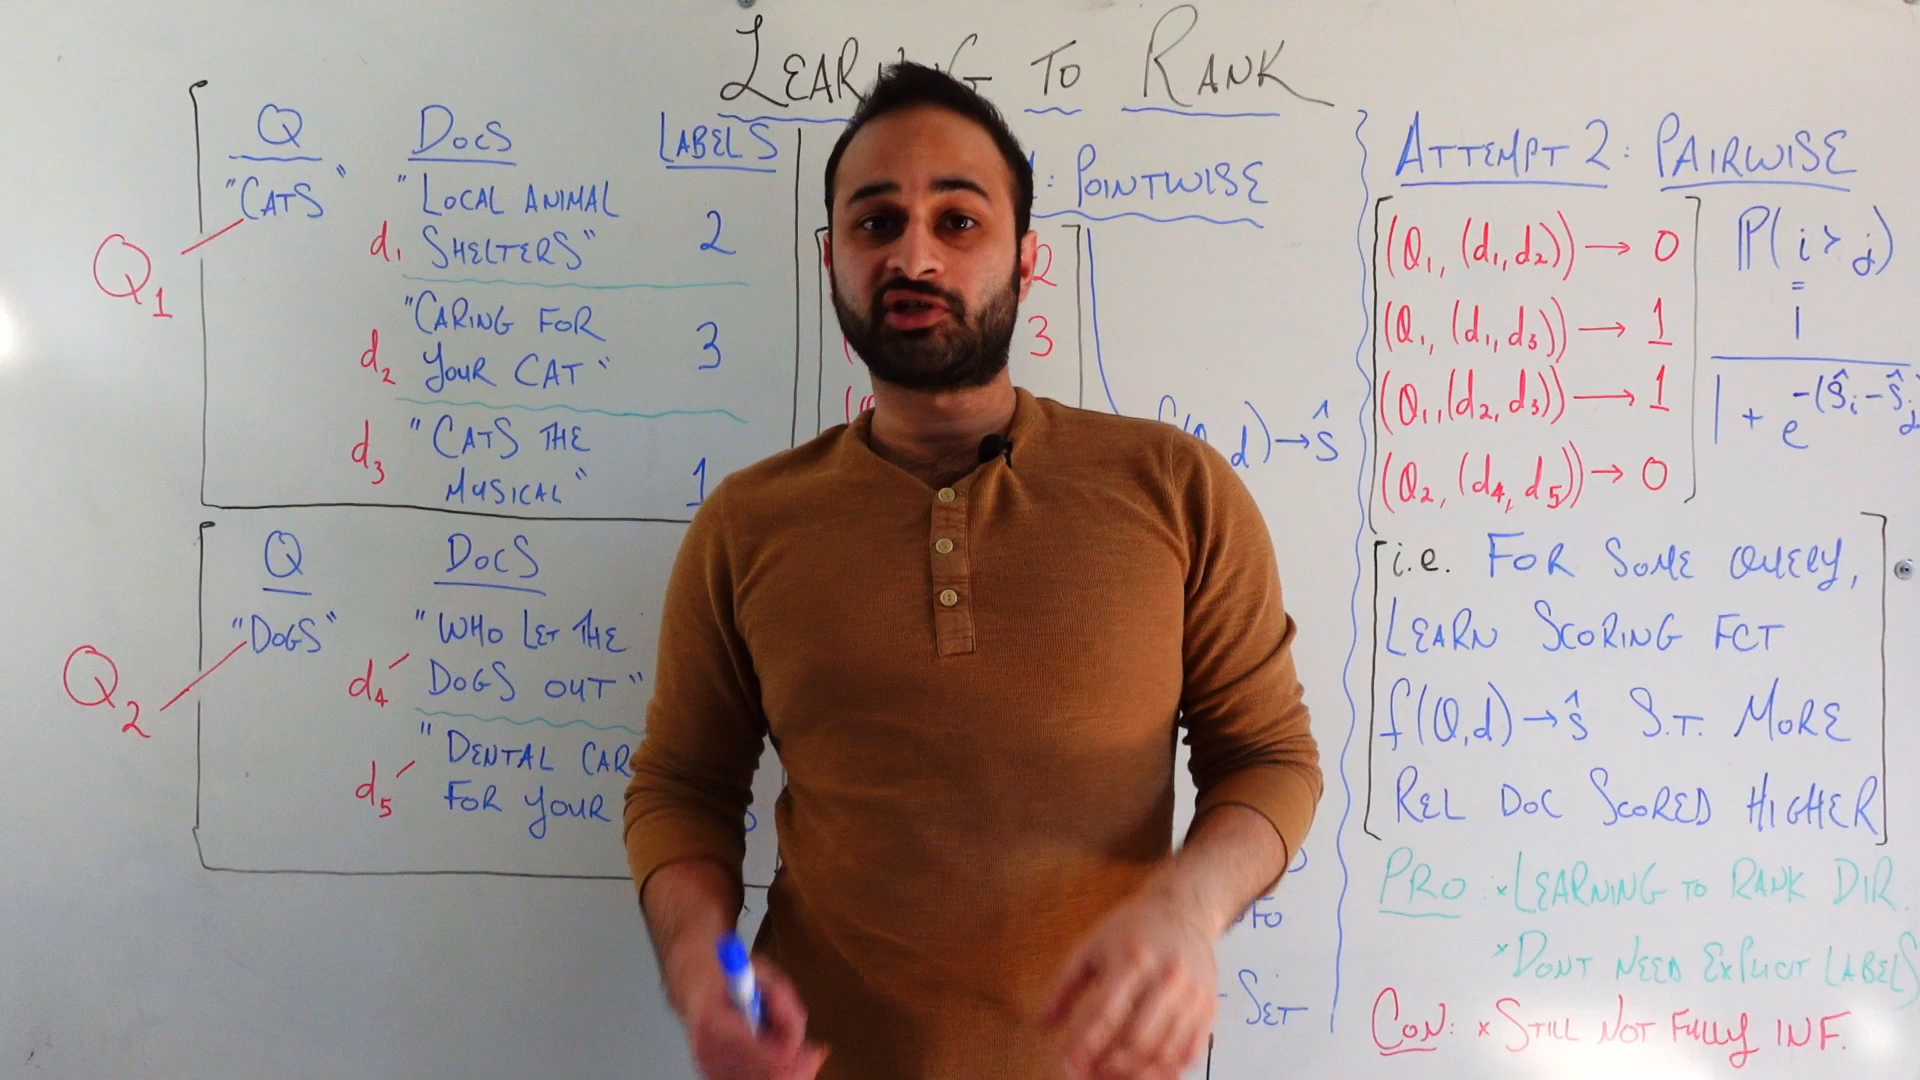 LEARNING TO RANK
Q
DOCS
LABELS
"CATS"
Q1
d1
"LOCAL ANIMAL
SHELTERS"
2
d2
"CARING FOR
YOUR CAT"
3
d3
"CATS THE
MUSICAL"
1
Q
DOCS
"DOGS"
Q2
d4
"WHO LET THE
DOGS OUT"
d5
"DENTAL CAR
FOR YOUR
: POINTWISE
2
3
d) → ŝ
FO
- SET
ATTEMPT 2: PAIRWISE
(Q1, (d1, d2)) → 0
(Q1, (d1, d3)) → 1
(Q1, (d2, d3)) → 1
(Q2, (d4, d5)) → 0
P(i > j)
=
1
1 + e^-(ŝi - ŝj)
i.e. FOR SOME QUERY,
LEARN SCORING FCT
f(Q,d) → ŝ S.T. MORE
REL DOC SCORED HIGHER
PRO: × LEARNING TO RANK DIR.
× DONT NEED EXPLICIT LABELS
CON: × STILL NOT FULLY INF.